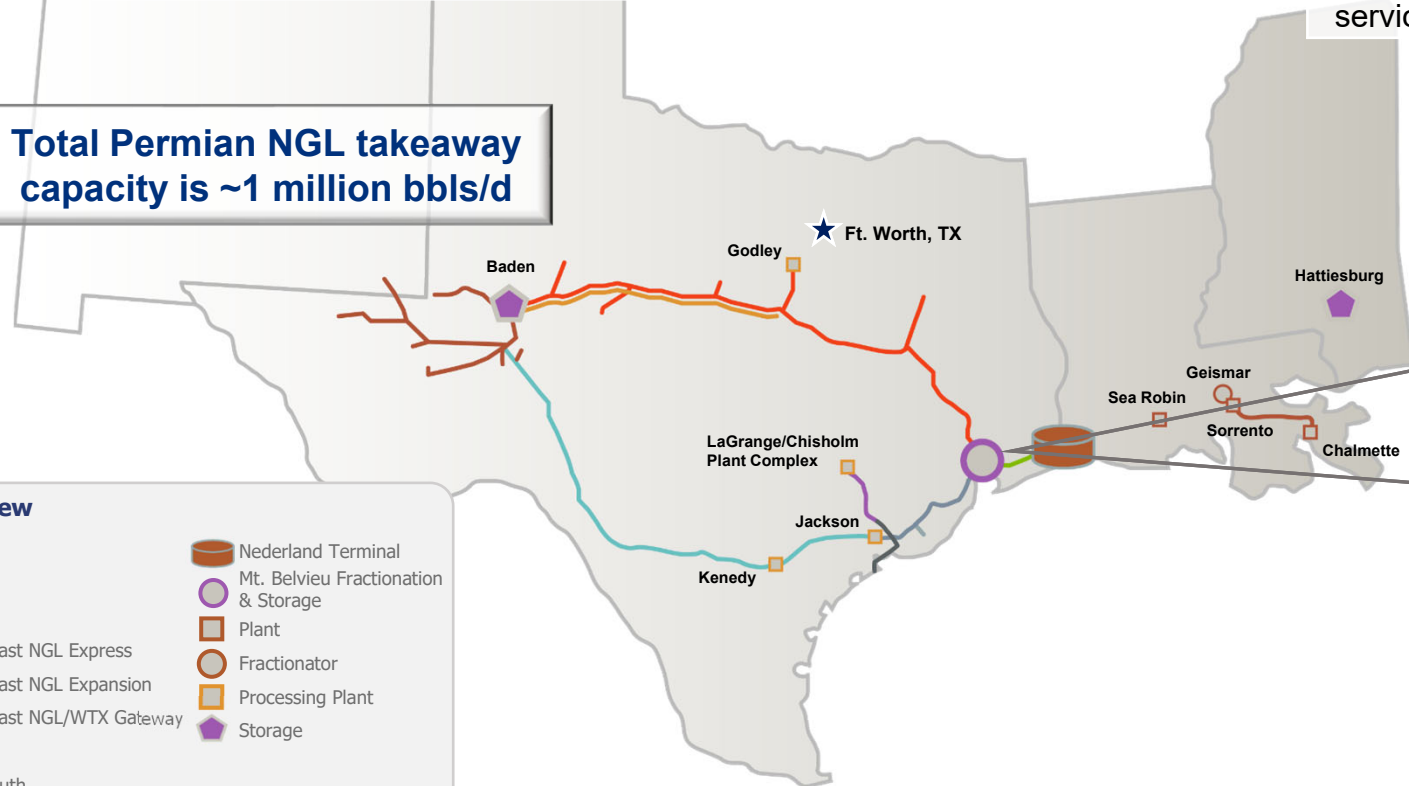 servic
Total Permian NGL takeaway
capacity is ~1 million bbls/d
Ft. Worth, TX
Godley
Baden
Hattiesburg
Geismar
Sea Robin
Sorrento
Chalmette
LaGrange/Chisholm
Plant Complex
Jackson
Kenedy
ew
Nederland Terminal
Mt. Belvieu Fractionation
& Storage
Plant
ast NGL Express
Fractionator
ast NGL Expansion
Processing Plant
ast NGL/WTX Gateway
Storage
uth